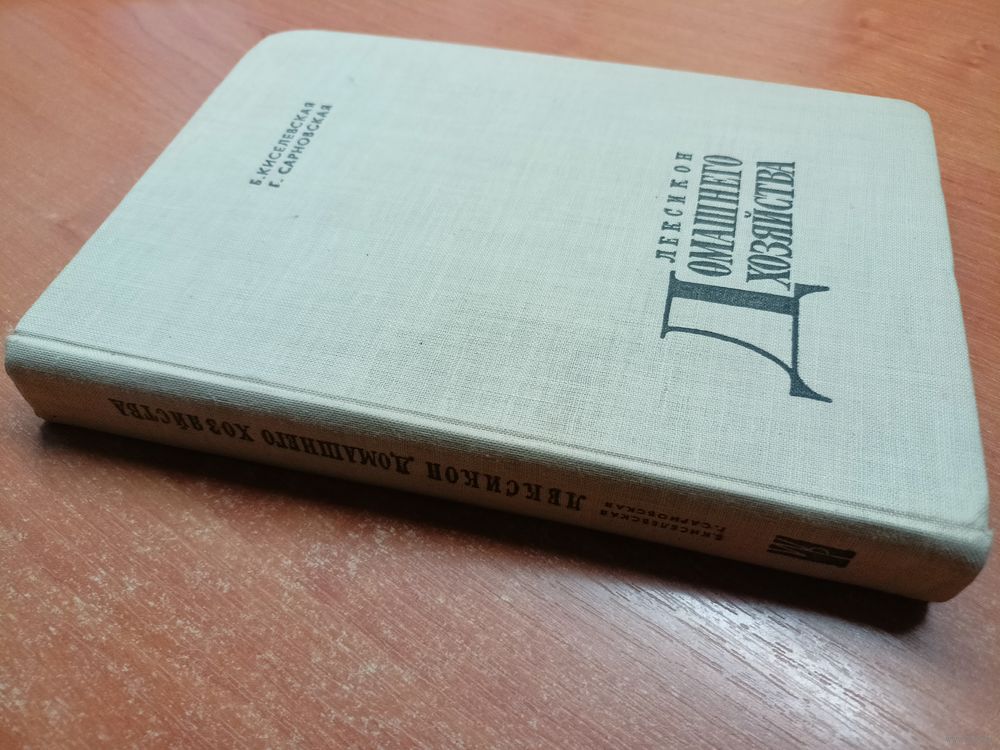 Б. КИСЕЛЕВСКАЯ
Г. САРНОВСКАЯ
ЛЕКСИКОН
ДОМАШНЕГО
ХОЗЯЙСТВА
Б. КИСЕЛЕВСКАЯ
Г. САРНОВСКАЯ
ЛЕКСИКОН ДОМАШНЕГО ХОЗЯЙСТВА